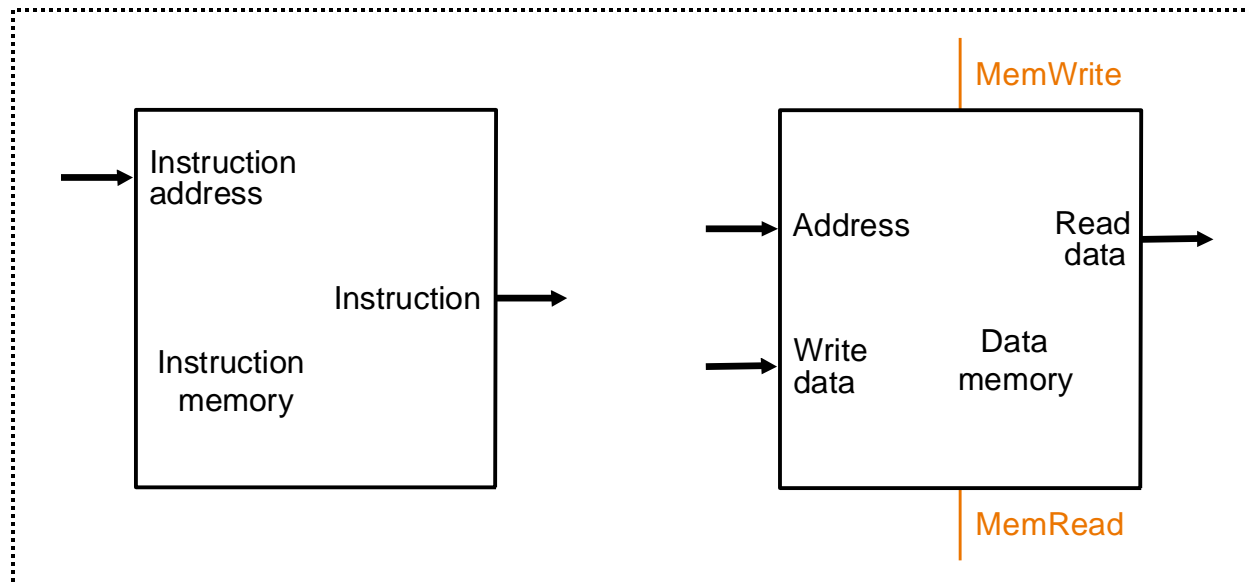 Instruction
address
Instruction
Instruction
memory
MemWrite
Address
Read
data
Write
data
Data
memory
MemRead